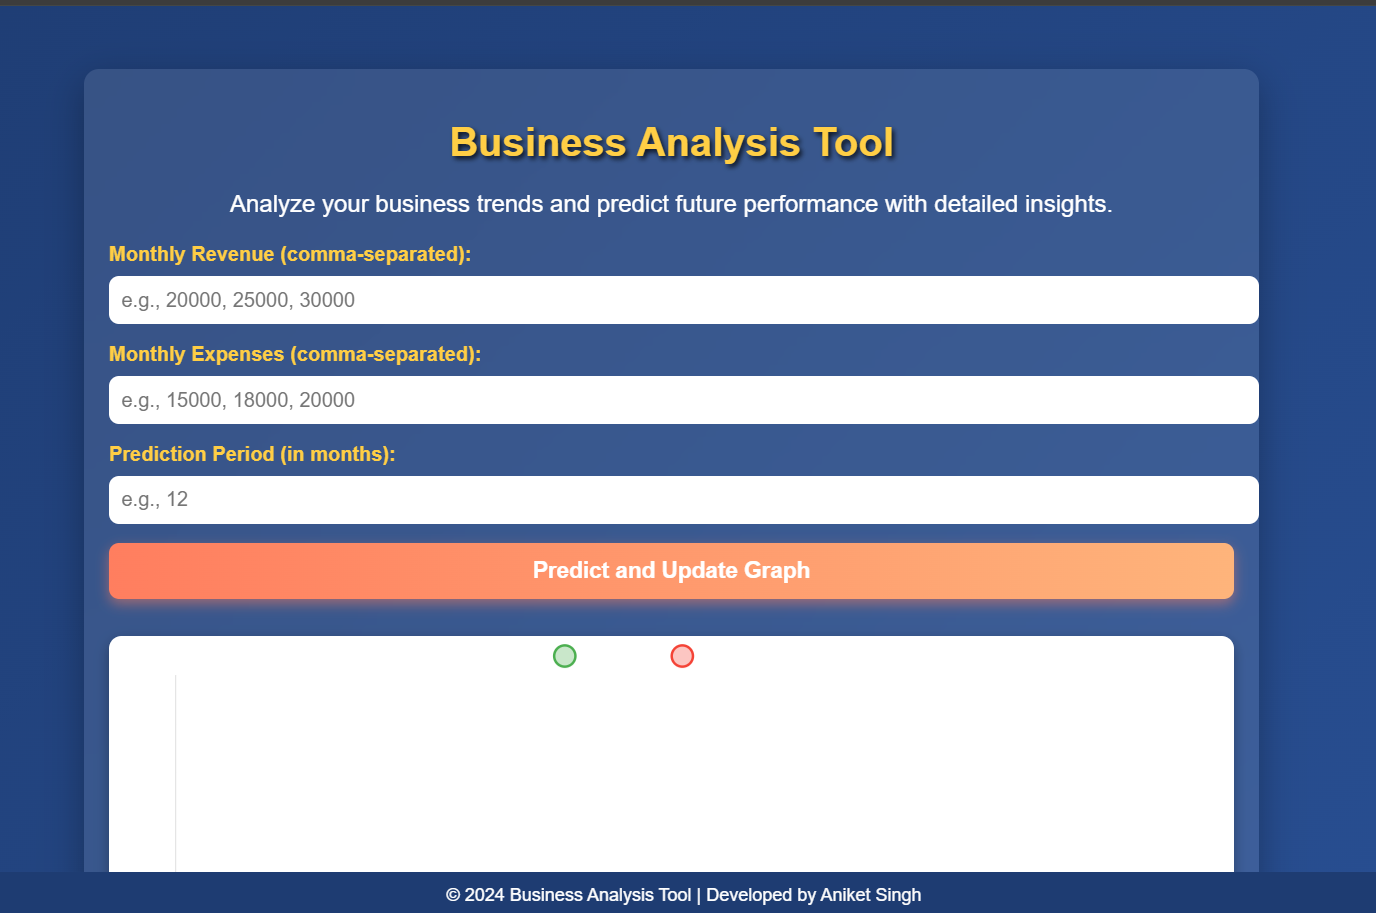 Business Analysis Tool
Analyze your business trends and predict future performance with detailed insights.
Monthly Revenue (comma-separated):
e.g., 20000, 25000, 30000
Monthly Expenses (comma-separated):
e.g., 15000, 18000, 20000
Prediction Period (in months):
e.g., 12
Predict and Update Graph
© 2024 Business Analysis Tool | Developed by Aniket Singh